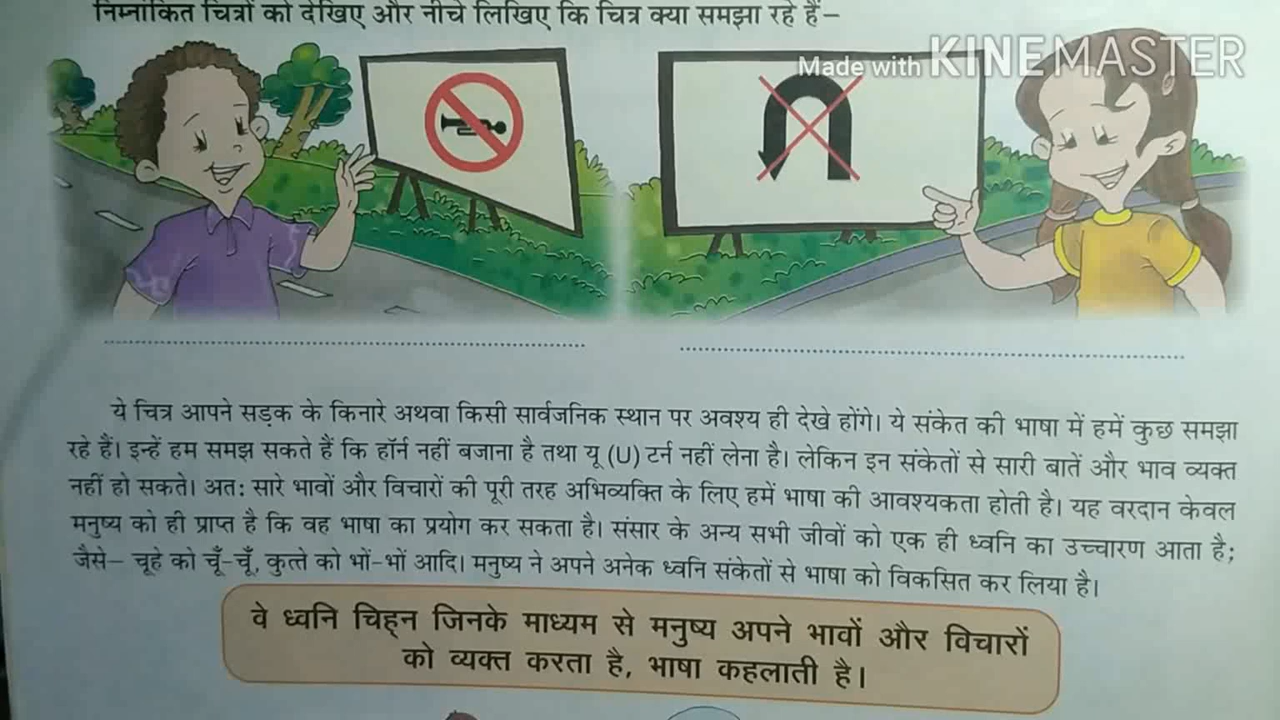 निम्नांकित चित्रों को देखिए और नीचे लिखिए कि चित्र क्या समझा रहे हैं–
Made with KINEMASTER
ये चित्र आपने सड़क के किनारे अथवा किसी सार्वजनिक स्थान पर अवश्य ही देखे होंगे। ये संकेत की भाषा में हमें कुछ समझा
रहे हैं। इन्हें हम समझ सकते हैं कि हॉर्न नहीं बजाना है तथा यू (U) टर्न नहीं लेना है। लेकिन इन संकेतों से सारी बातें और भाव व्यक्त
नहीं हो सकते। अतः सारे भावों और विचारों की पूरी तरह अभिव्यक्ति के लिए हमें भाषा की आवश्यकता होती है। यह वरदान केवल
मनुष्य को ही प्राप्त है कि वह भाषा का प्रयोग कर सकता है। संसार के अन्य सभी जीवों को एक ही ध्वनि का उच्चारण आता है;
जैसे– चूहे को चूँ-चूँ, कुत्ते को भों-भों आदि। मनुष्य ने अपने अनेक ध्वनि संकेतों से भाषा को विकसित कर लिया है।
वे ध्वनि चिह्न जिनके माध्यम से मनुष्य अपने भावों और विचारों
को व्यक्त करता है, भाषा कहलाती है।